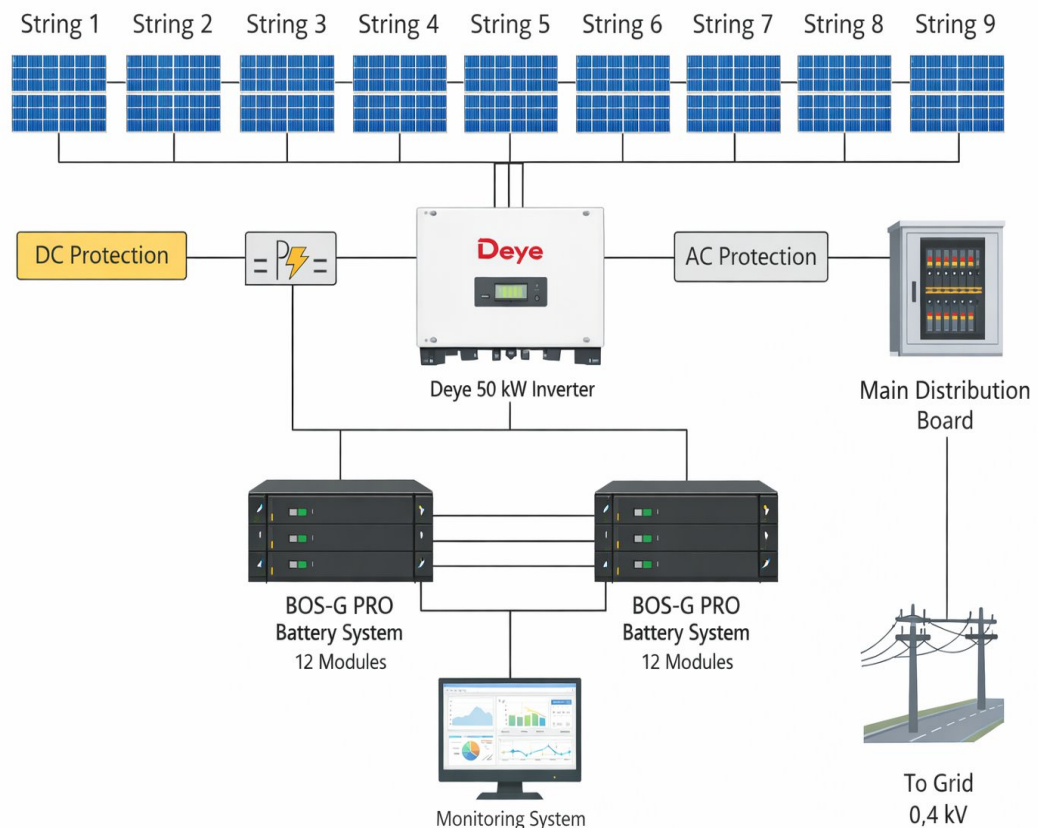 String 1
String 2
String 3
String 4
String 5
String 6
String 7
String 8
String 9
DC Protection
= P =
Deye
AC Protection
Deye 50 kW Inverter
Main Distribution
Board
BOS-G PRO
Battery System
12 Modules
BOS-G PRO
Battery System
12 Modules
Monitoring System
To Grid
0,4 kV